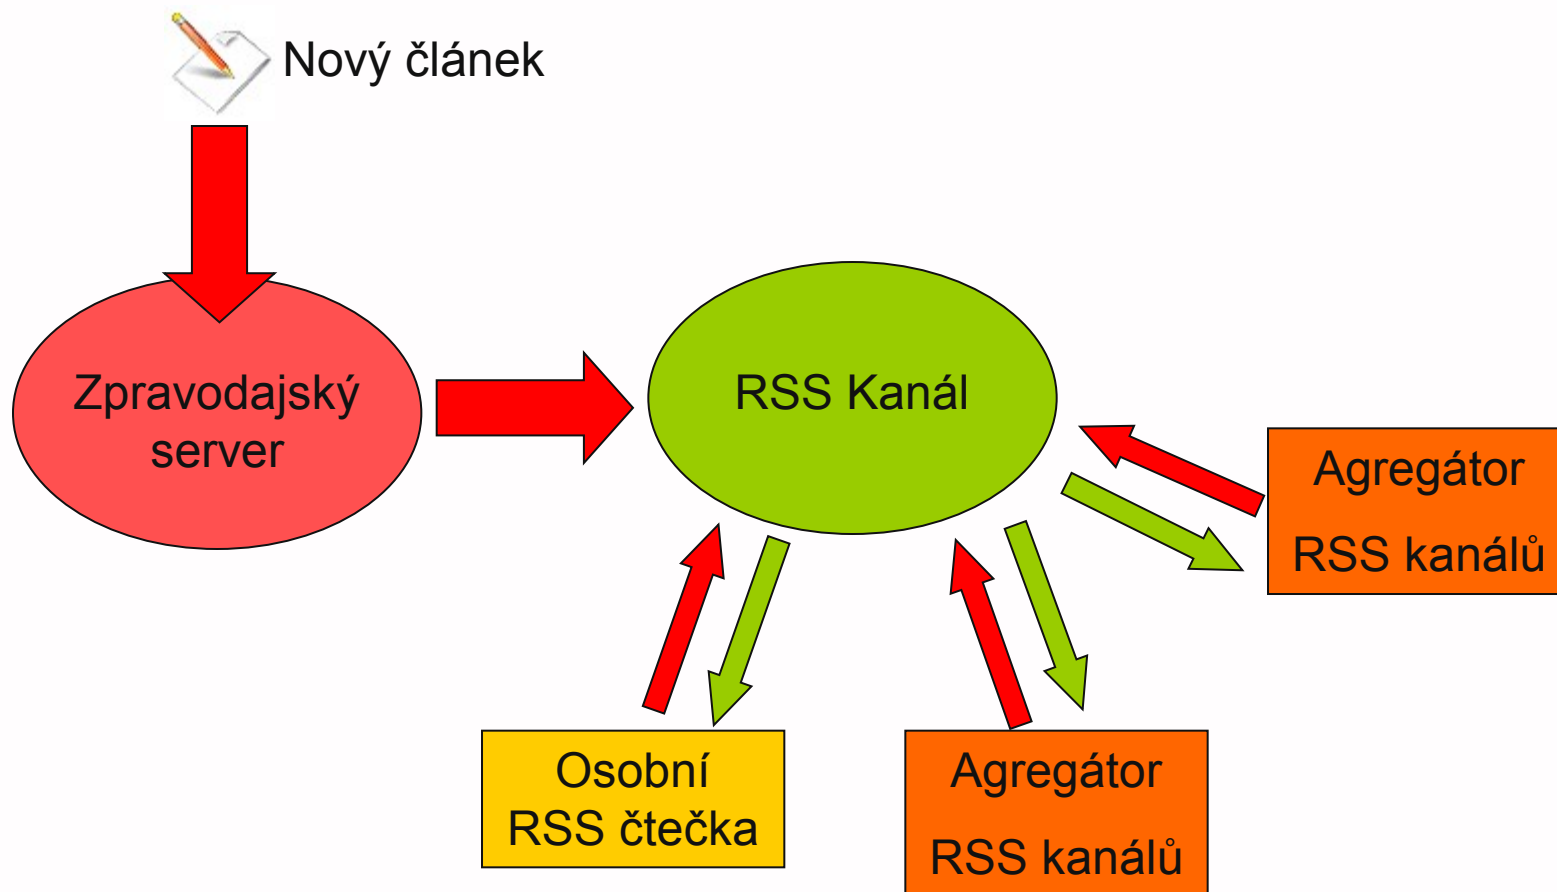 Nový článek
Zpravodajský
server
RSS Kanál
Agregátor
RSS kanálů
Osobní
RSS čtečka
Agregátor
RSS kanálů